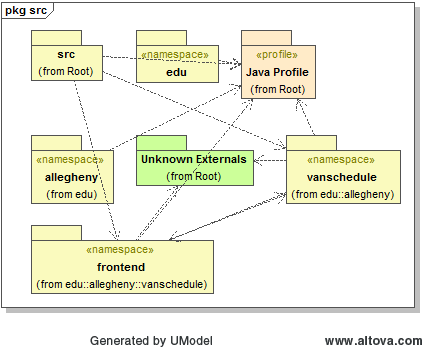 pkg src
src
(from Root)
«namespace»
edu
«profile»
Java Profile
(from Root)
«namespace»
allegheny
(from edu)
Unknown Externals
(from Root)
«namespace»
vanschedule
(from edu::allegheny)
«namespace»
frontend
(from edu::allegheny::vanschedule)
Generated by UModel
www.altova.com